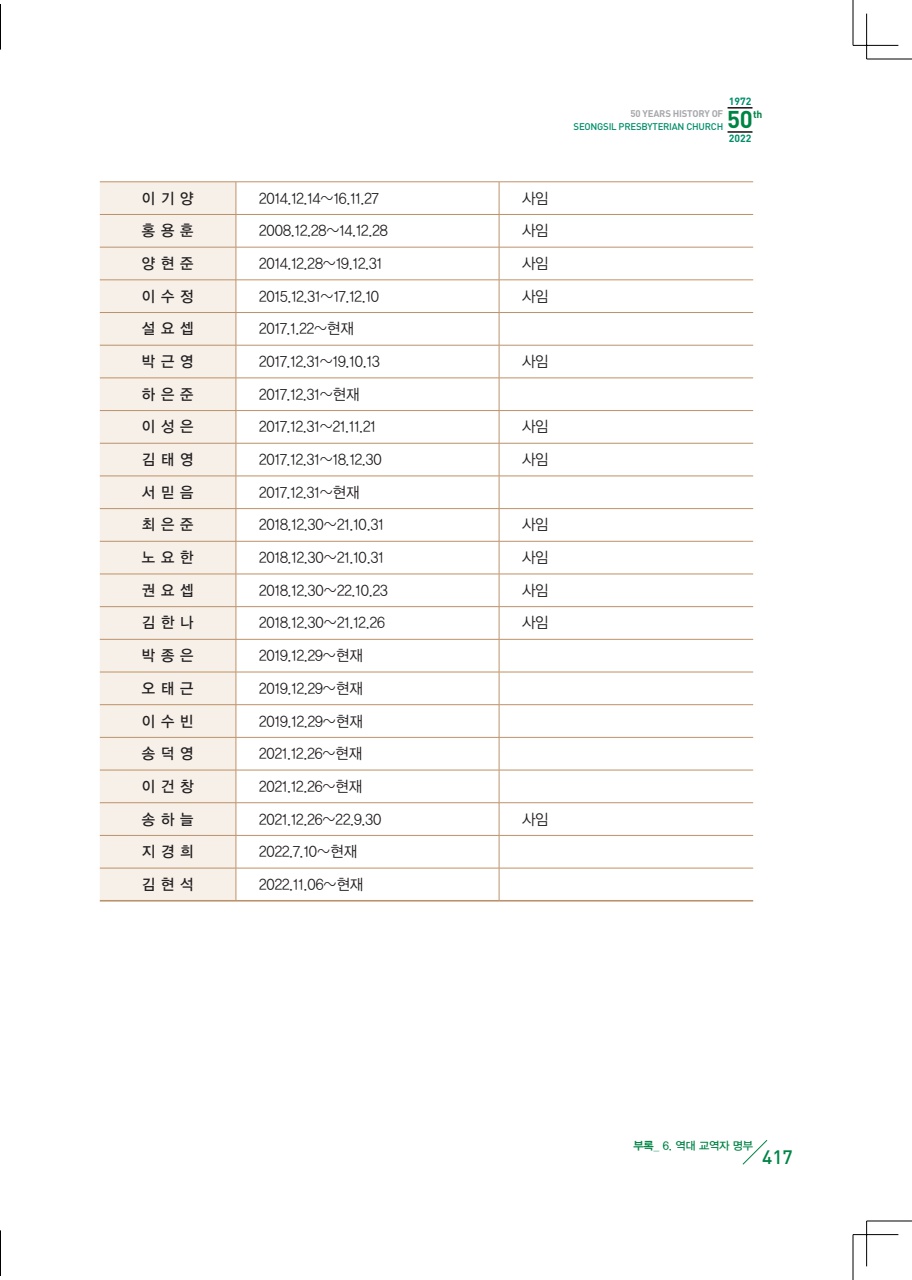 1972
50 YEARS HISTORY OF
SEONGSIL PRESBYTERIAN CHURCH
50th
2022
이 기 양 2014.12.14~16.11.27 사임
홍 용 훈 2008.12.28~14.12.28 사임
양 현 준 2014.12.28~19.12.31 사임
이 수 정 2015.12.31~17.12.10 사임
설 요 셉 2017.1.22~현재
박 근 영 2017.12.31~19.10.13 사임
하 은 준 2017.12.31~현재
이 성 은 2017.12.31~21.11.21 사임
김 태 영 2017.12.31~18.12.30 사임
서 믿 음 2017.12.31~현재
최 은 준 2018.12.30~21.10.31 사임
노 요 한 2018.12.30~21.10.31 사임
권 요 셉 2018.12.30~22.10.23 사임
김 한 나 2018.12.30~21.12.26 사임
박 종 은 2019.12.29~현재
오 태 근 2019.12.29~현재
이 수 빈 2019.12.29~현재
송 덕 영 2021.12.26~현재
이 건 창 2021.12.26~현재
송 하 늘 2021.12.26~22.9.30 사임
지 경 희 2022.7.10~현재
김 현 석 2022.11.06~현재
부록_ 6. 역대 교역자 명부
417